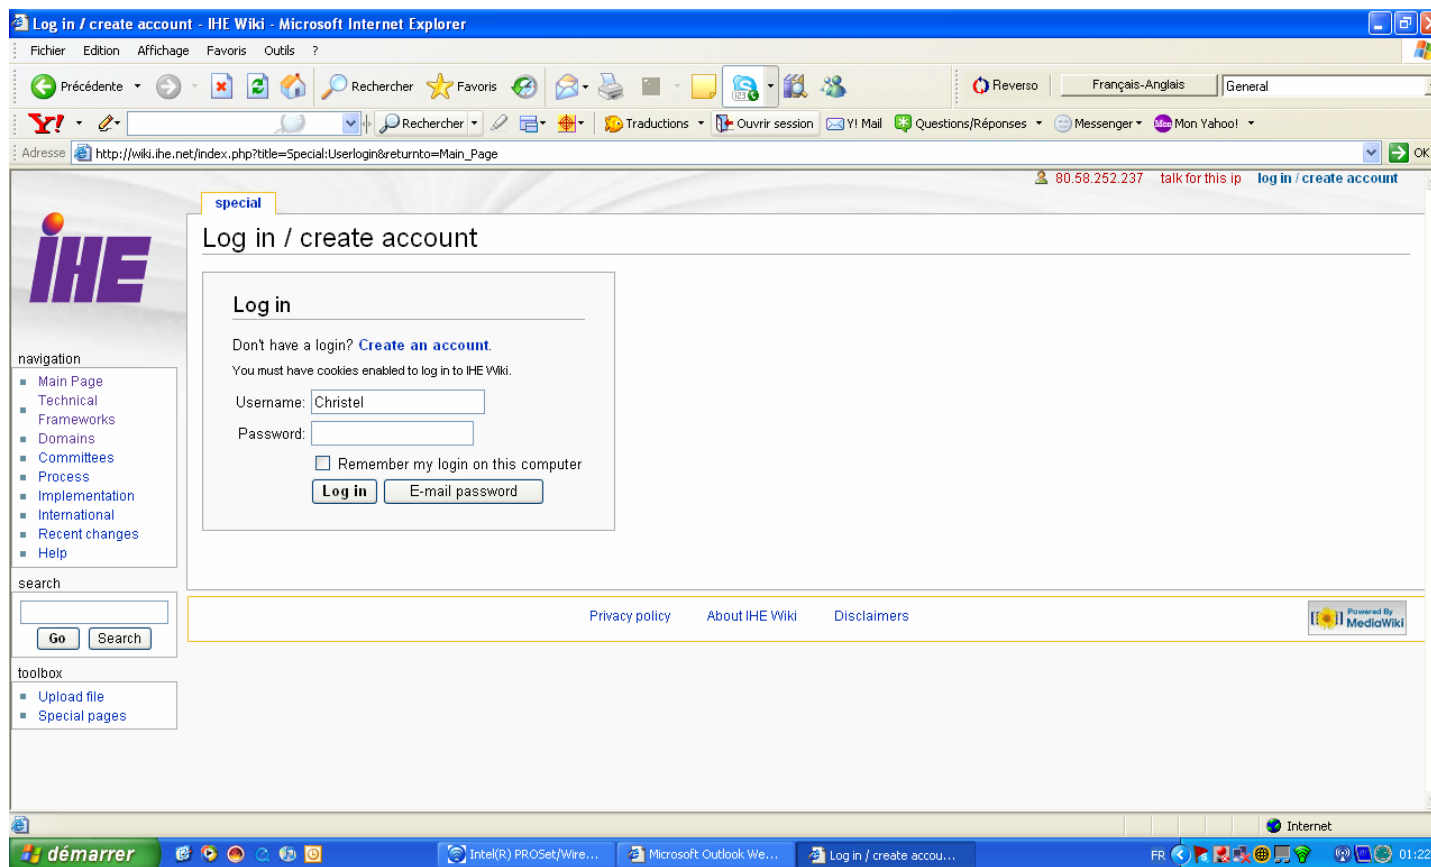 Log in / create account - IHE Wiki - Microsoft Internet Explorer
Fichier Edition Affichage Favoris Outils ?
Précédente Rechercher Favoris Reverso Français-Anglais General
Y! Rechercher Traductions Ouvrir session Y! Mail Questions/Réponses Messenger Mon Yahoo!
Adresse http://wiki.ihe.net/index.php?title=Special:Userlogin&returnto=Main_Page OK
80.58.252.237 talk for this ip log in / create account
special
IHE
Log in / create account
Log in
Don't have a login? Create an account.
You must have cookies enabled to log in to IHE Wiki.
Username: Christel
Password:
Remember my login on this computer
Log in E-mail password
navigation
Main Page
Technical
Frameworks
Domains
Committees
Process
Implementation
International
Recent changes
Help
search
Go Search
toolbox
Upload file
Special pages
Privacy policy About IHE Wiki Disclaimers
Powered By
MediaWiki
Internet
démarrer Intel(R) PROSet/Wire... Microsoft Outlook We... Log in / create accou... FR 01:22